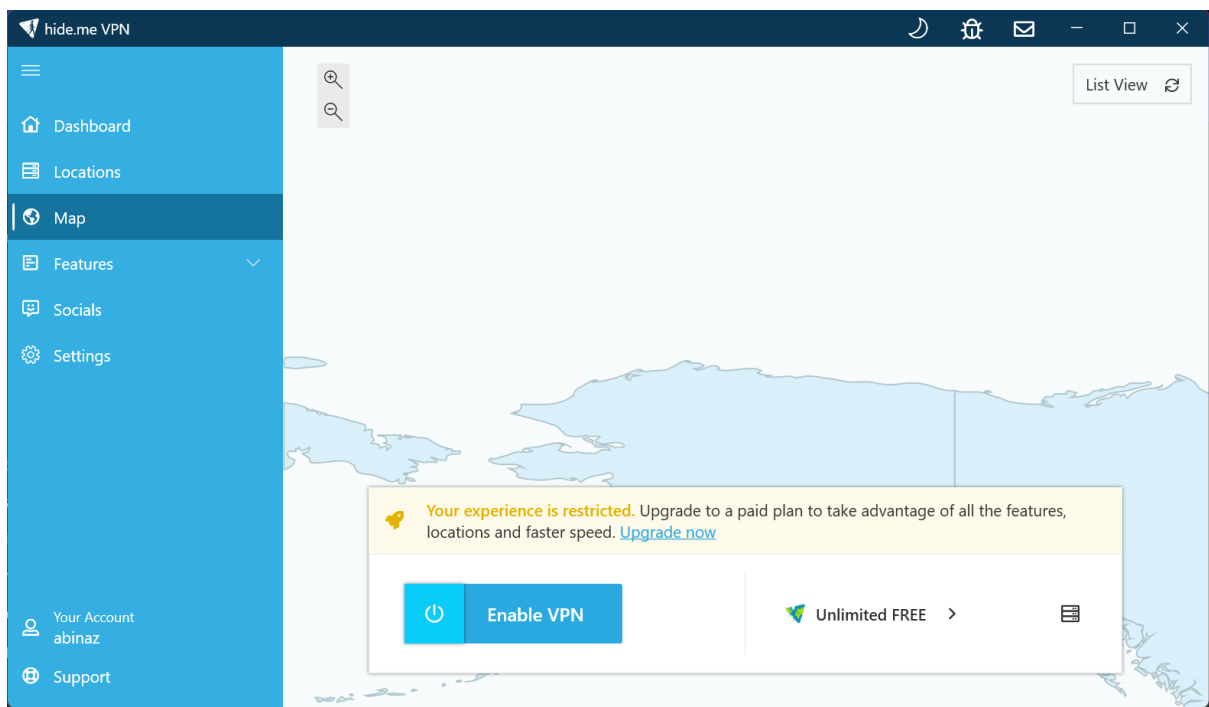 hide.me VPN
List View
Dashboard
Locations
Map
Features
Socials
Settings
Your experience is restricted. Upgrade to a paid plan to take advantage of all the features,
locations and faster speed. Upgrade now
Enable VPN
Unlimited FREE
Your Account
abinaz
Support